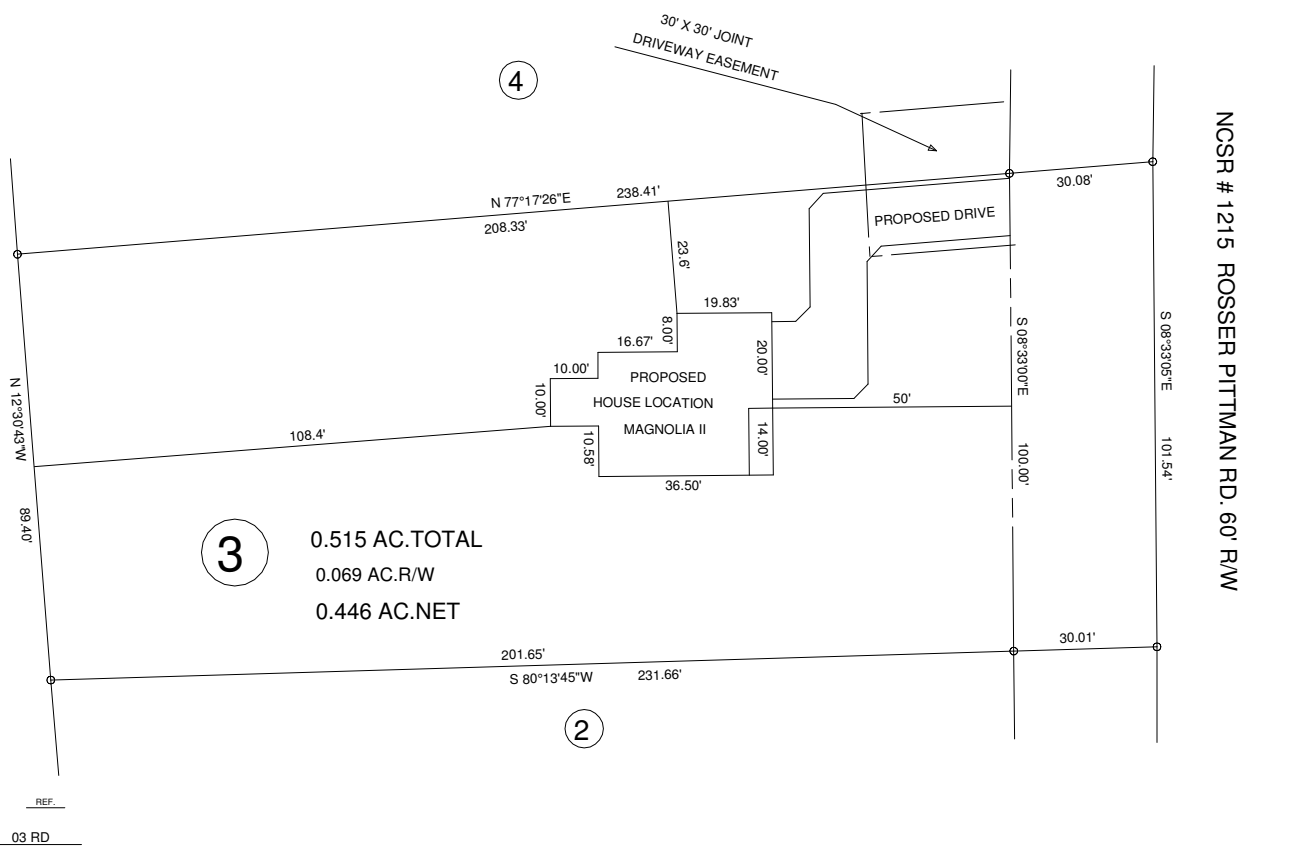 30' X 30' JOINT
DRIVEWAY EASEMENT
4
NCSR # 1215 ROSSER PITTMAN RD. 60' R/W
N 77°17'26"E
238.41'
208.33'
30.08'
PROPOSED DRIVE
23.6'
19.83'
8.00'
16.67'
20.00'
10.00'
10.00'
PROPOSED
HOUSE LOCATION
MAGNOLIA II
50'
14.00'
10.58'
36.50'
108.4'
N 12°30'43"W
89.40'
S 08°33'00"E
100.00'
S 08°33'05"E
101.54'
3
0.515 AC.TOTAL
0.069 AC.R/W
0.446 AC.NET
201.65'
S 80°13'45"W
231.66'
30.01'
2
REF.
03 RD